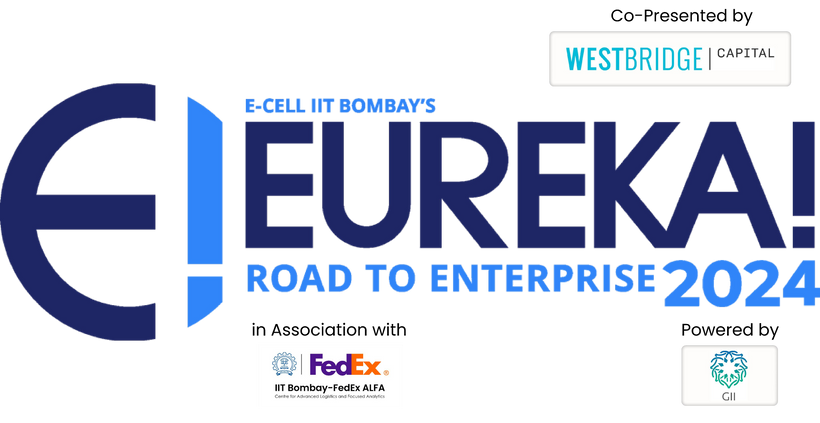 Co-Presented by
WESTBRIDGE | CAPITAL
E-CELL IIT BOMBAY'S
E! EUREKA!
ROAD TO ENTERPRISE 2024
in Association with
FedEx®
IIT Bombay-FedEx ALFA
Centre for Advanced Logistics and Focused Analytics
Powered by
GII